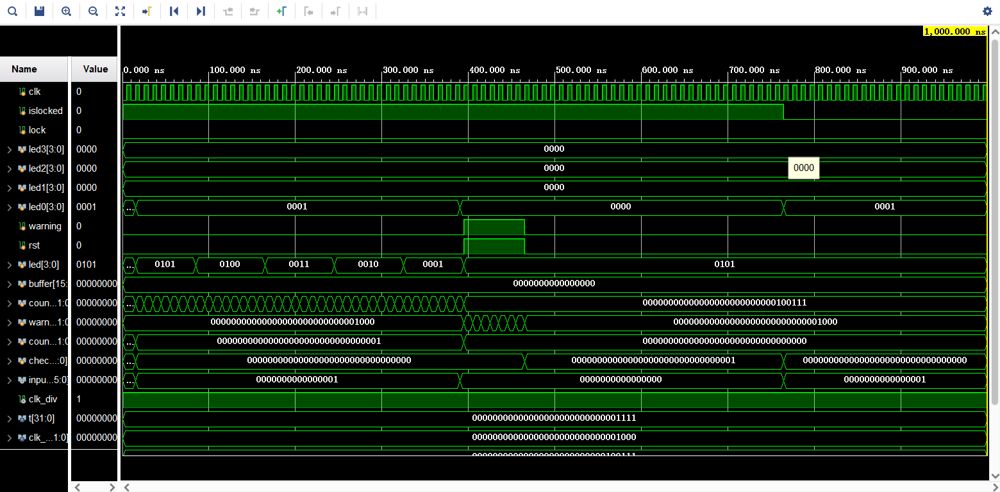 1,000.000 ns
Name Value 0.000 ns 100.000 ns 200.000 ns 300.000 ns 400.000 ns 500.000 ns 600.000 ns 700.000 ns 800.000 ns 900.000 ns
clk 0
islocked 0
lock 0
led3[3:0] 0000 0000
led2[3:0] 0000 0000 0000
led1[3:0] 0000 0000
led0[3:0] 0001 ... 0001 0000 0001
warning 0
rst 0
led[3:0] 0101 ... 0101 0100 0011 0010 0001 0101
buffer[15: 00000000 0000000000000000
coun...1:0 00000000 ... 00000000000000000000000000100111
warn...1:0 00000000 00000000000000000000000000001000 00000000000000000000000000001000
coun...1:0 00000000 ... 00000000000000000000000000000001 00000000000000000000000000000000
chec...:0] 00000000 ... 00000000000000000000000000000000 00000000000000000000000000000001 00000000000000000000000000000000
inpu...5:0] 00000000 ... 0000000000000001 0000000000000000 0000000000000001
clk_div 1
t[31:0] 00000000 00000000000000000000000000001111
clk_...1:0] 00000000 00000000000000000000000000001000
00000000000000000000000000100111